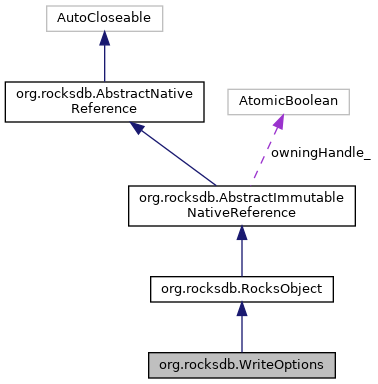 AutoCloseable
org.rocksdb.AbstractNative
Reference
AtomicBoolean
owningHandle_
org.rocksdb.AbstractImmutable
NativeReference
org.rocksdb.RocksObject
org.rocksdb.WriteOptions